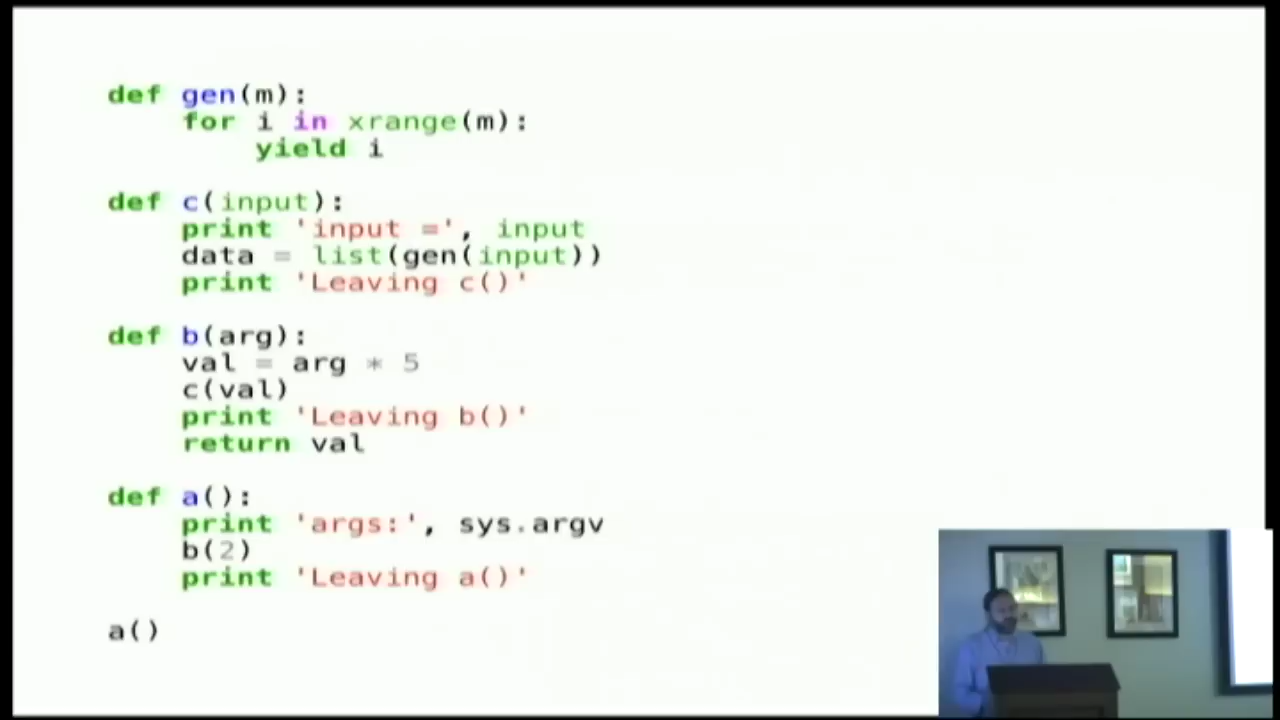 def gen(m):
    for i in xrange(m):
        yield i
def c(input):
    print 'input =', input
    data = list(gen(input))
    print 'Leaving c()'
def b(arg):
    val = arg * 5
    c(val)
    print 'Leaving b()'
    return val
def a():
    print 'args:', sys.argv
    b(2)
    print 'Leaving a()'
a()